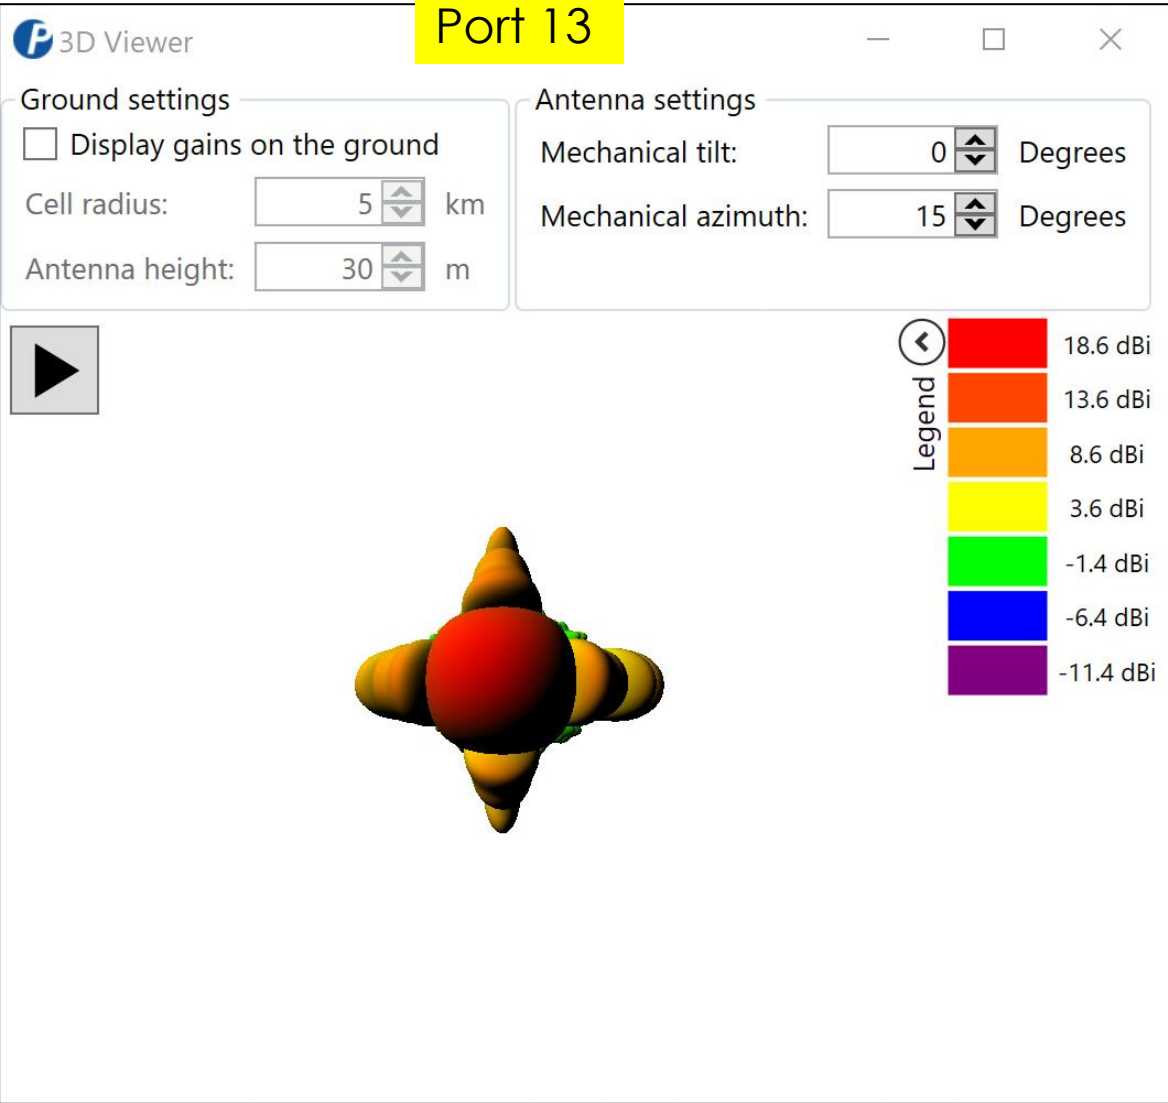 Port 13
3D Viewer
Ground settings
Display gains on the ground
Cell radius: 5 km
Antenna height: 30 m
Antenna settings
Mechanical tilt: 0 Degrees
Mechanical azimuth: 15 Degrees
Legend
18.6 dBi
13.6 dBi
8.6 dBi
3.6 dBi
-1.4 dBi
-6.4 dBi
-11.4 dBi